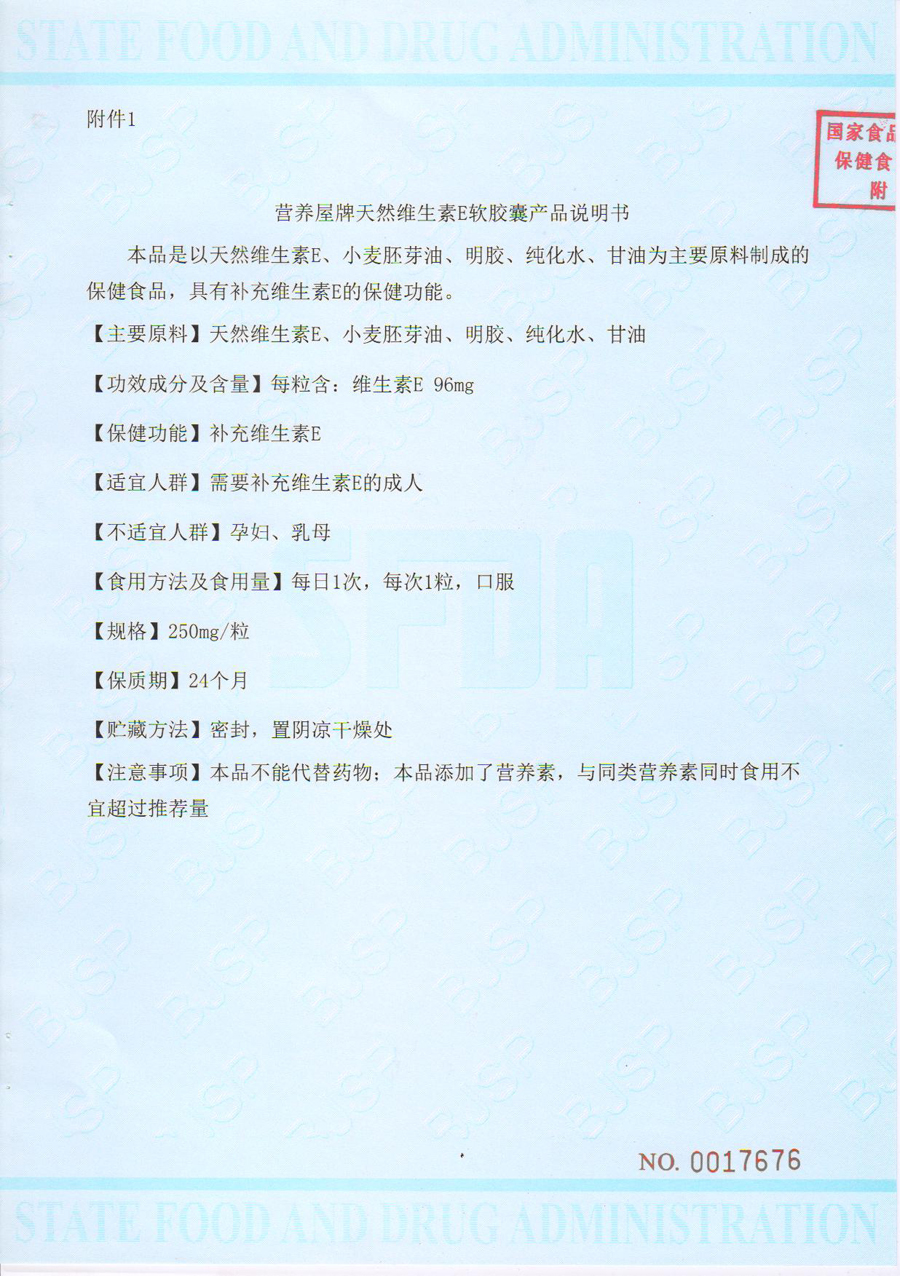 STATE FOOD AND DRUG ADMINISTRATION
附件1
国家食品
保健食
附
营养屋牌天然维生素E软胶囊产品说明书
本品是以天然维生素E、小麦胚芽油、明胶、纯化水、甘油为主要原料制成的
保健食品，具有补充维生素E的保健功能。
【主要原料】天然维生素E、小麦胚芽油、明胶、纯化水、甘油
【功效成分及含量】每粒含：维生素E 96mg
【保健功能】补充维生素E
【适宜人群】需要补充维生素E的成人
【不适宜人群】孕妇、乳母
【食用方法及食用量】每日1次，每次1粒，口服
【规格】250mg/粒
【保质期】24个月
【贮藏方法】密封，置阴凉干燥处
【注意事项】本品不能代替药物；本品添加了营养素，与同类营养素同时食用不
宜超过推荐量
SFDA
BJSP
NO. 0017676
STATE FOOD AND DRUG ADMINISTRATION